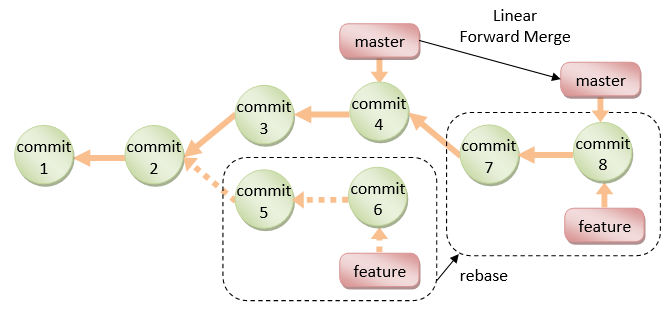 Linear
Forward Merge
master
master
commit
3
commit
4
commit
1
commit
2
commit
7
commit
8
commit
5
commit
6
feature
feature
rebase